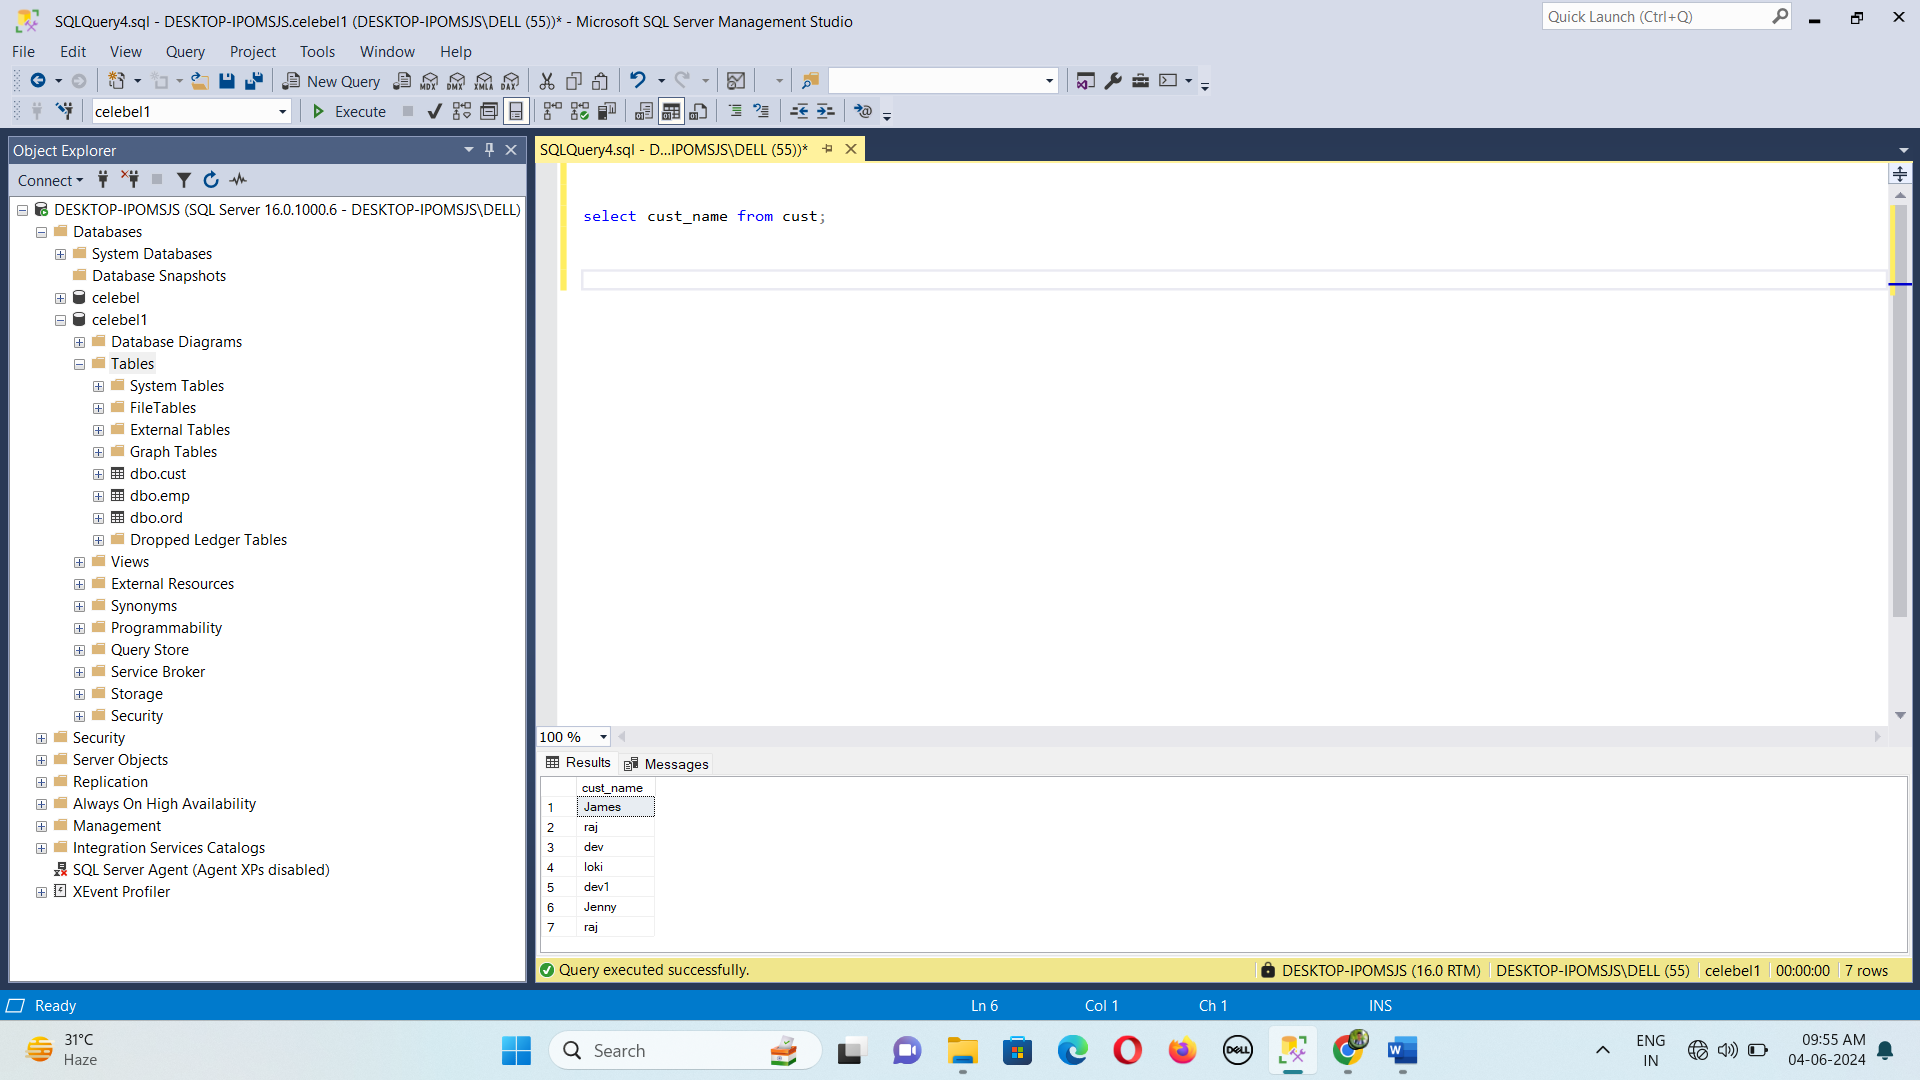 SQLQuery4.sql - DESKTOP-IPOMSJS.celebel1 (DESKTOP-IPOMSJS\DELL (55))* - Microsoft SQL Server Management Studio
Quick Launch (Ctrl+Q)
File Edit View Query Project Tools Window Help
New Query MDX DMX XMLA DAX
celebel1 Execute
Object Explorer
Connect
DESKTOP-IPOMSJS (SQL Server 16.0.1000.6 - DESKTOP-IPOMSJS\DELL)
Databases
System Databases
Database Snapshots
celebel
celebel1
Database Diagrams
Tables
System Tables
FileTables
External Tables
Graph Tables
dbo.cust
dbo.emp
dbo.ord
Dropped Ledger Tables
Views
External Resources
Synonyms
Programmability
Query Store
Service Broker
Storage
Security
Security
Server Objects
Replication
Always On High Availability
Management
Integration Services Catalogs
SQL Server Agent (Agent XPs disabled)
XEvent Profiler
SQLQuery4.sql - D...IPOMSJS\DELL (55))*
select cust_name from cust;
100 %
Results Messages
cust_name
1 James
2 raj
3 dev
4 loki
5 dev1
6 Jenny
7 raj
Query executed successfully. DESKTOP-IPOMSJS (16.0 RTM) DESKTOP-IPOMSJS\DELL (55) celebel1 00:00:00 7 rows
Ready Ln 6 Col 1 Ch 1 INS
31°C
Haze
Search
DELL
W
ENG
IN
09:55 AM
04-06-2024